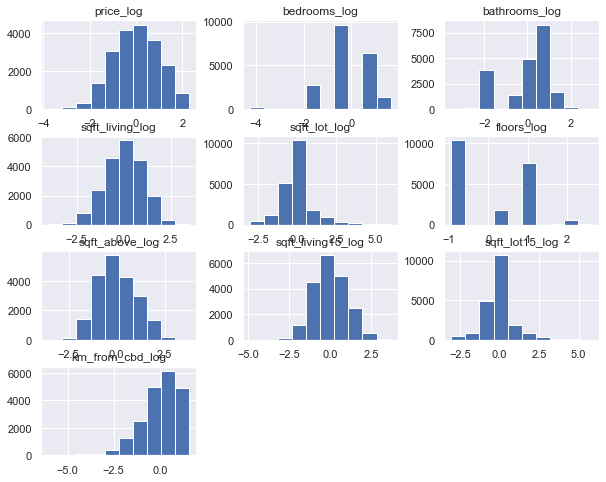 price_log bedrooms_log bathrooms_log
4000 10000 7500
2000 5000 5000
2500
0 0 0
−4 −2 0 2 −4 −2 0 −2 0 2
sqft_living_log sqft_lot_log floors_log
6000 10000 10000
4000 5000 5000
2000
0 0 0
−2.5 0.0 2.5 −2.5 0.0 2.5 5.0 −1 0 1 2
sqft_above_log sqft_living15_log sqft_lot15_log
4000 6000 10000
2000 4000 5000
2000
0 0 0
−2.5 0.0 2.5 −5.0 −2.5 0.0 2.5 −2.5 0.0 2.5 5.0
km_from_cbd_log
6000
4000
2000
0
−5.0 −2.5 0.0